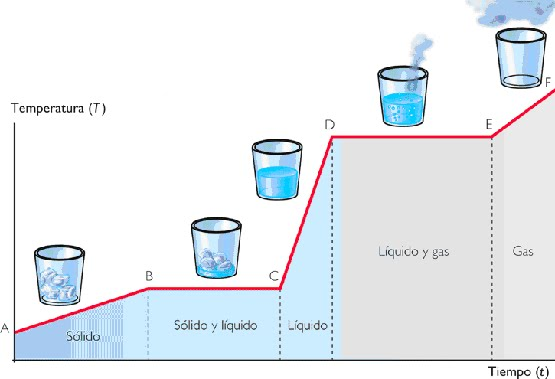 Temperatura (T)
A
B
C
D
E
F
Sólido
Sólido y líquido
Líquido
Líquido y gas
Gas
Tiempo (t)